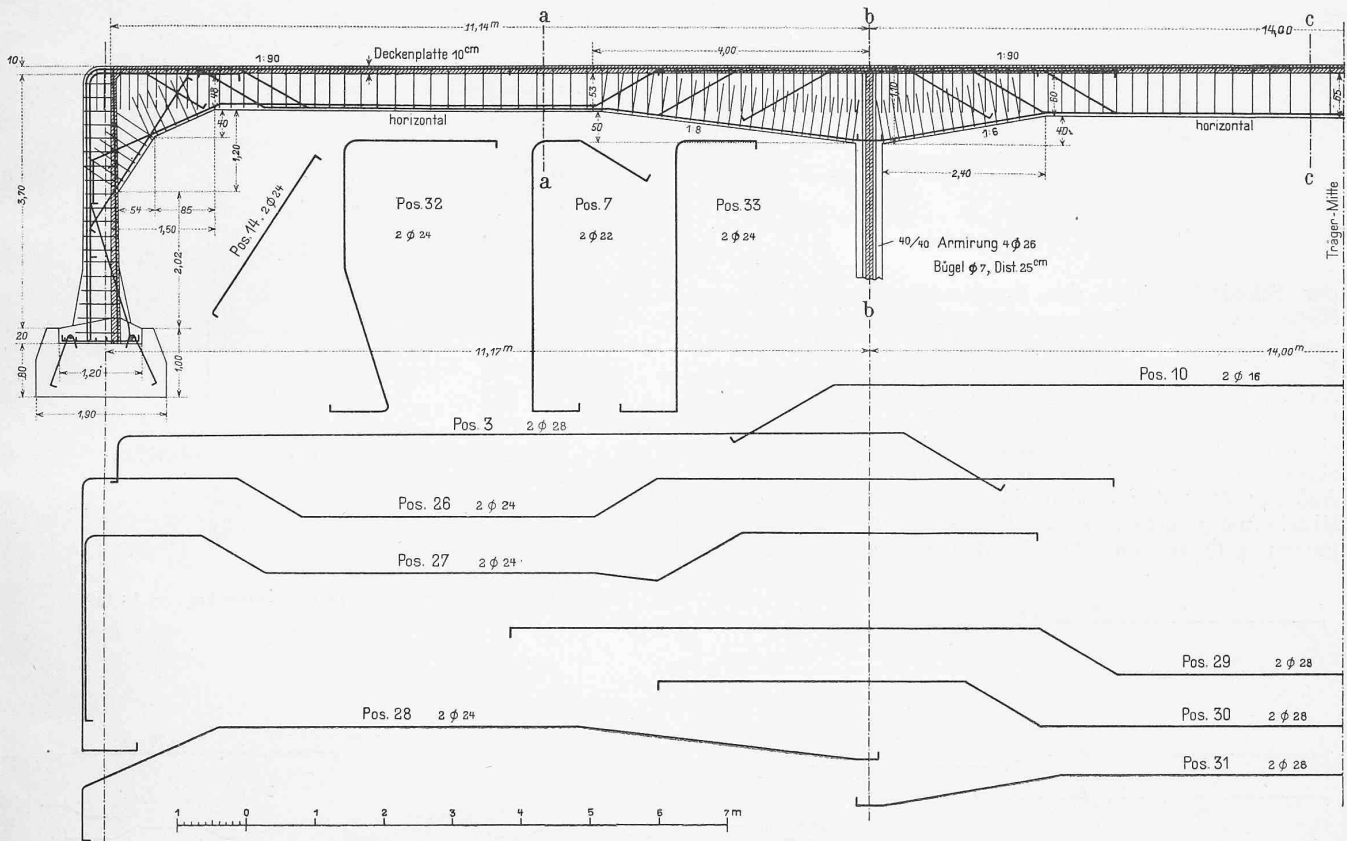 a
b
c
11,14ᵐ
14,00
10
1:90
Deckenplatte 10ᶜᵐ
4,00
1:90
48
53
1,10
60
65
horizontal
40
50
1:8
1:6
40
horizontal
1,20
3,70
a
c
2,40
54
85
1,50
Pos. 14. 2 ϕ 24
Pos. 32
2 ϕ 24
Pos. 7
2 ϕ 22
Pos. 33
2 ϕ 24
40/40 Armirung 4 ϕ 26
Bügel ϕ 7, Dist. 25ᶜᵐ
Träger-Mitte
2,02
b
20
80
1,20
1,00
1,90
11,17ᵐ
14,00ᵐ
Pos. 10 2 ϕ 16
Pos. 3 2 ϕ 28
Pos. 26 2 ϕ 24
Pos. 27 2 ϕ 24
Pos. 29 2 ϕ 28
Pos. 28 2 ϕ 24
Pos. 30 2 ϕ 28
Pos. 31 2 ϕ 28
1 0 1 2 3 4 5 6 7m